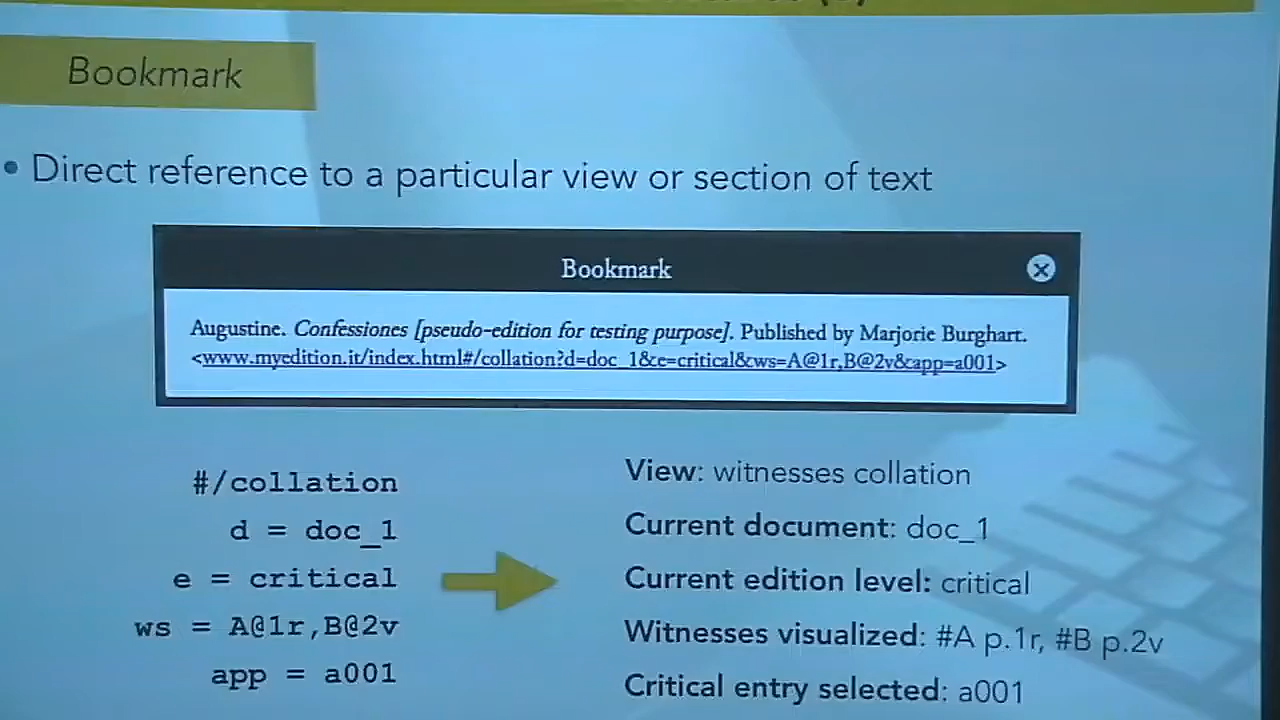 Bookmark
• Direct reference to a particular view or section of text
Bookmark
Augustine. Confessiones [pseudo-edition for testing purpose]. Published by Marjorie Burghart.
<www.myedition.it/index.html#/collation?d=doc_1&e=critical&ws=A@1r,B@2v&app=a001>
#/collation
d = doc_1
e = critical
ws = A@1r,B@2v
app = a001
View: witnesses collation
Current document: doc_1
Current edition level: critical
Witnesses visualized: #A p.1r, #B p.2v
Critical entry selected: a001